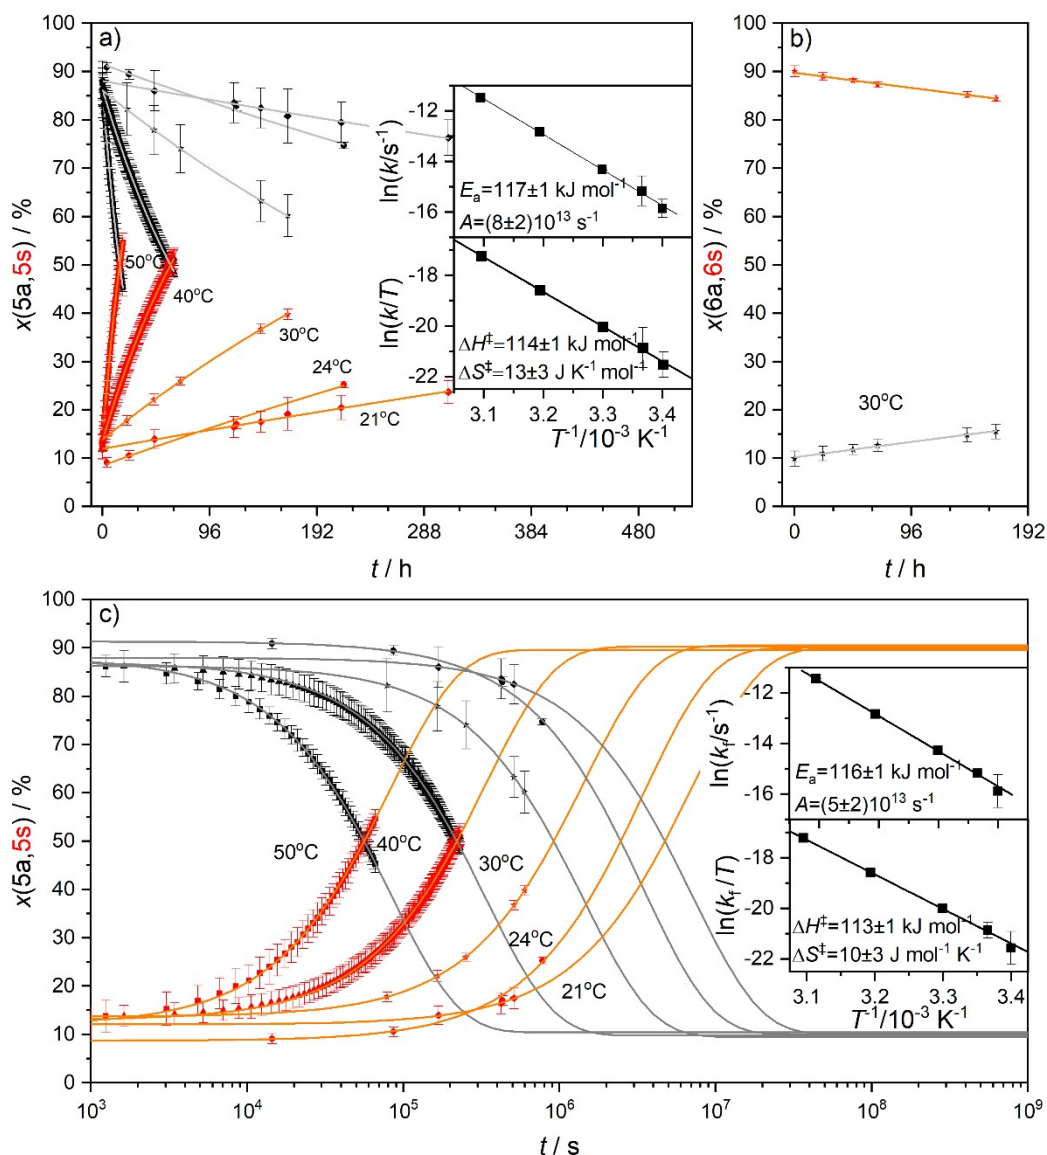 a)
x(5a,5s) / %
100
90
80
70
60
50
40
30
20
10
0
0 96 192 288 384 480
t / h
50°C
40°C
30°C
24°C
21°C
ln(k/s⁻¹)
-12
-14
-16
Eₐ=117±1 kJ mol⁻¹
A=(8±2)10¹³ s⁻¹
ln(k/T)
-18
-20
-22
ΔH‡=114±1 kJ mol⁻¹
ΔS‡=13±3 J K⁻¹ mol⁻¹
3.1 3.2 3.3 3.4
T⁻¹/10⁻³ K⁻¹
b)
x(6a,6s) / %
100
90
80
70
60
50
40
30
20
10
0
30°C
0 96 192
t / h
c)
x(5a,5s) / %
100
90
80
70
60
50
40
30
20
10
0
50°C
40°C
30°C
24°C
21°C
10³ 10⁴ 10⁵ 10⁶ 10⁷ 10⁸ 10⁹
t / s
ln(k_f/s⁻¹)
-12
-14
-16
Eₐ=116±1 kJ mol⁻¹
A=(5±2)10¹³ s⁻¹
ln(k_f/T)
-18
-20
-22
ΔH‡=113±1 kJ mol⁻¹
ΔS‡=10±3 J mol⁻¹ K⁻¹
3.1 3.2 3.3 3.4
T⁻¹/10⁻³ K⁻¹